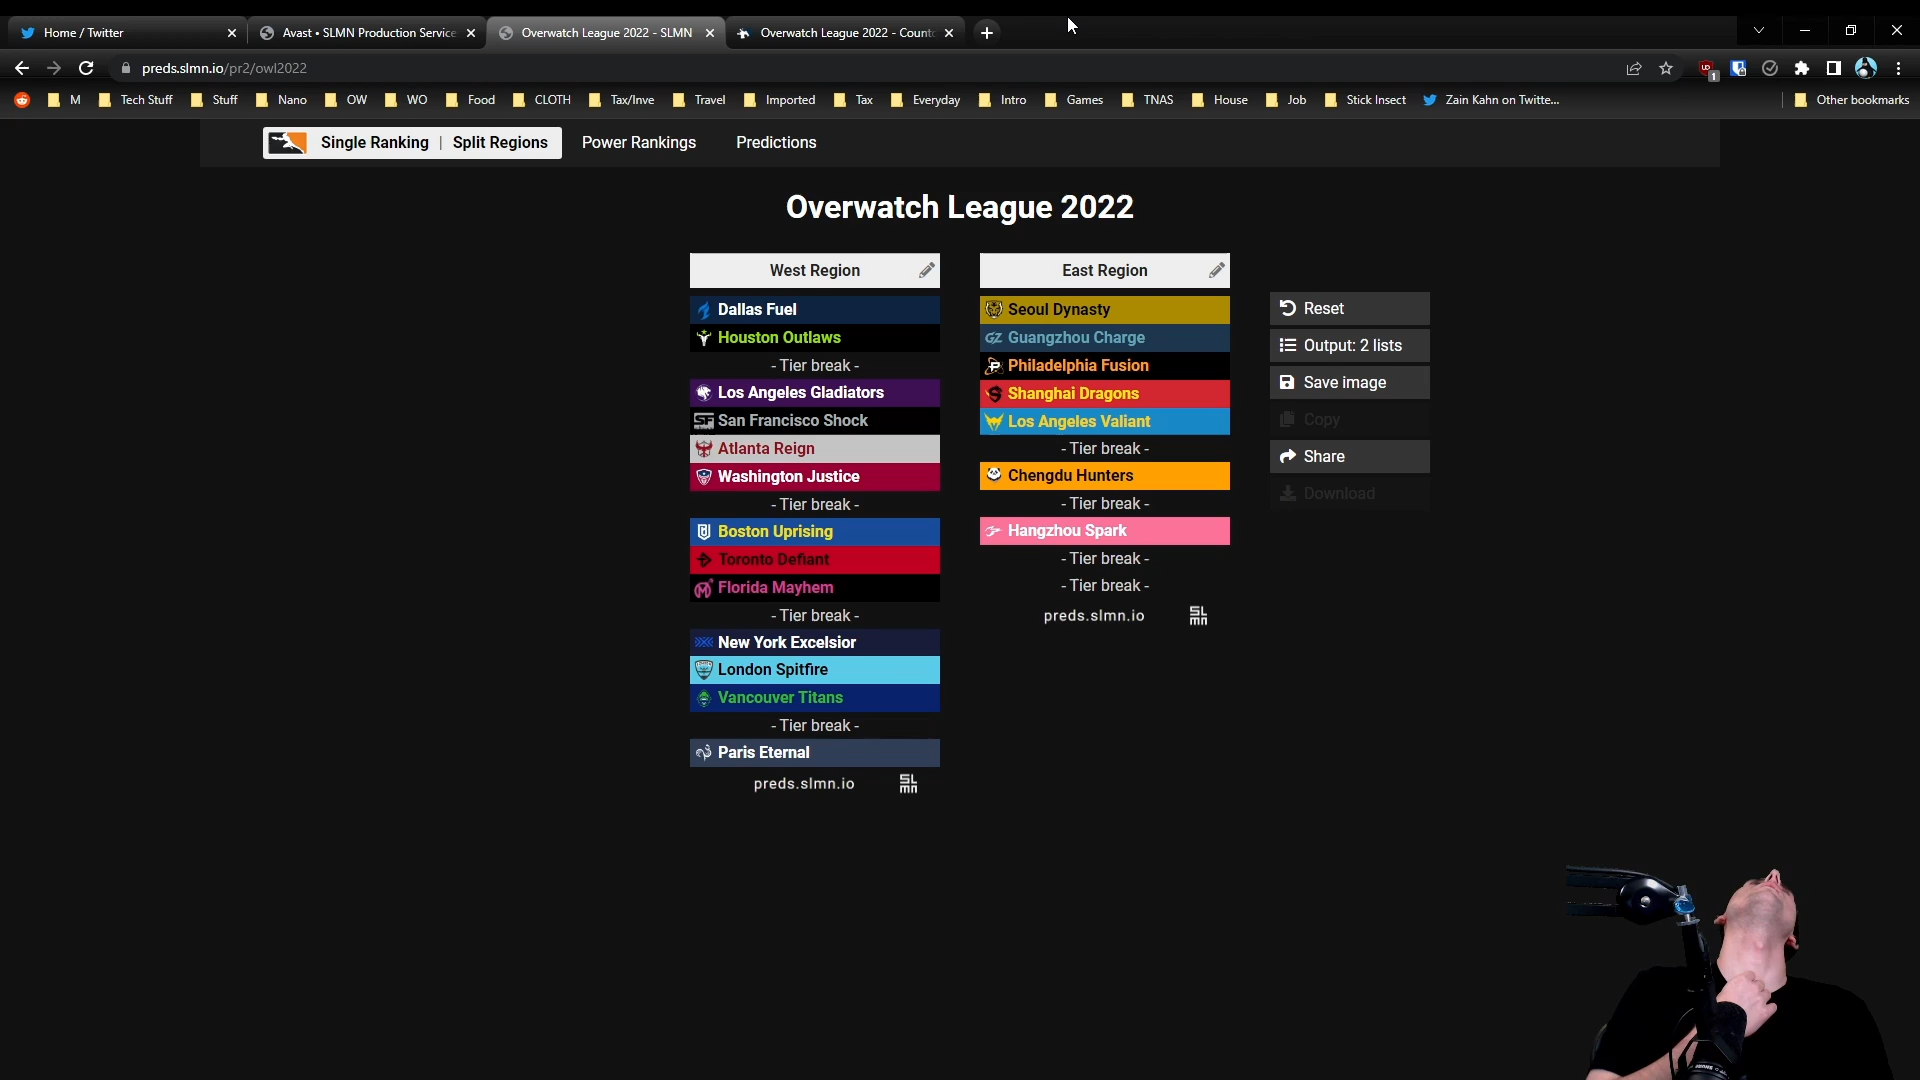 Home / Twitter
Avast • SLMN Production Service
Overwatch League 2022 - SLMN
Overwatch League 2022 - Count
preds.slmn.io/pr2/owl2022
1
M
Tech Stuff
Stuff
Nano
OW
WO
Food
CLOTH
Tax/Inve
Travel
Imported
Tax
Everyday
Intro
Games
TNAS
House
Job
Stick Insect
Zain Kahn on Twitte...
Other bookmarks
Single Ranking | Split Regions
Power Rankings
Predictions
Overwatch League 2022
West Region
Dallas Fuel
Houston Outlaws
- Tier break -
Los Angeles Gladiators
SF San Francisco Shock
Atlanta Reign
Washington Justice
- Tier break -
Boston Uprising
Toronto Defiant
Florida Mayhem
- Tier break -
New York Excelsior
London Spitfire
Vancouver Titans
- Tier break -
Paris Eternal
preds.slmn.io SL
mn
East Region
Seoul Dynasty
GZ Guangzhou Charge
Philadelphia Fusion
Shanghai Dragons
Los Angeles Valiant
- Tier break -
Chengdu Hunters
- Tier break -
Hangzhou Spark
- Tier break -
- Tier break -
preds.slmn.io SL
mn
Reset
Output: 2 lists
Save image
Copy
Share
Download